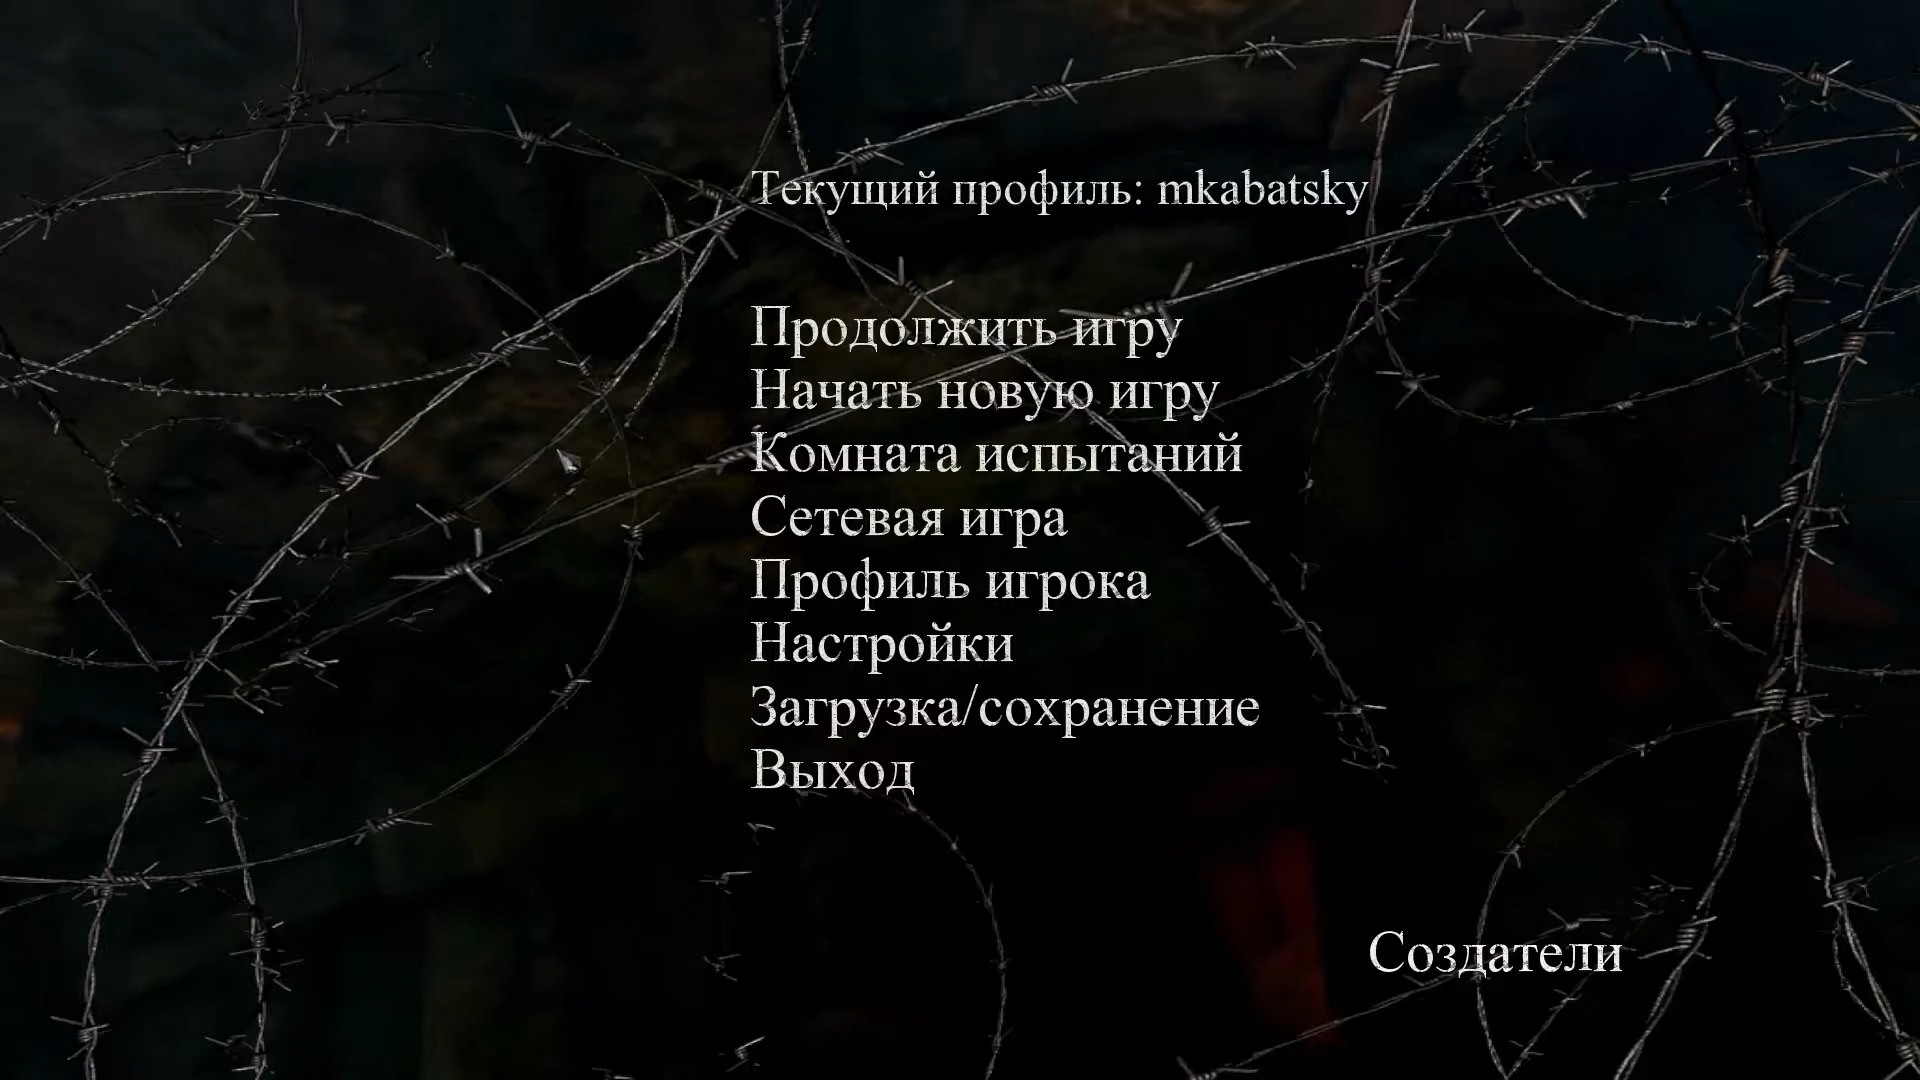 Текущий профиль: mkabatsky
Продолжить игру
Начать новую игру
Комната испытаний
Сетевая игра
Профиль игрока
Настройки
Загрузка/сохранение
Выход
Создатели